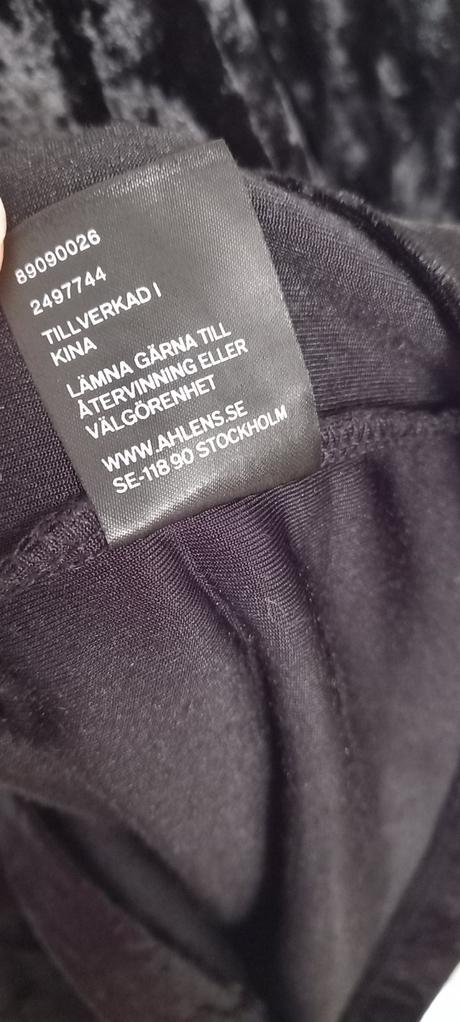 89090026
2497744
TILLVERKAD I
KINA
LÄMNA GÄRNA TILL
ÅTERVINNING ELLER
VÄLGÖRENHET
WWW.AHLENS.SE
SE-118 90 STOCKHOLM